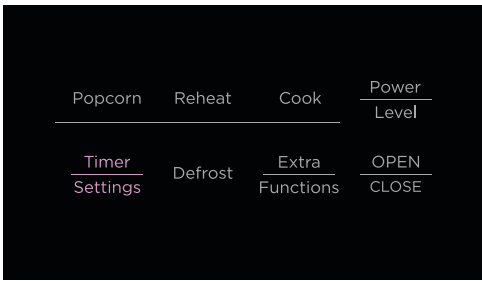 Popcorn Reheat Cook Power
Level
Timer
Settings
Defrost
Extra
Functions
OPEN
CLOSE